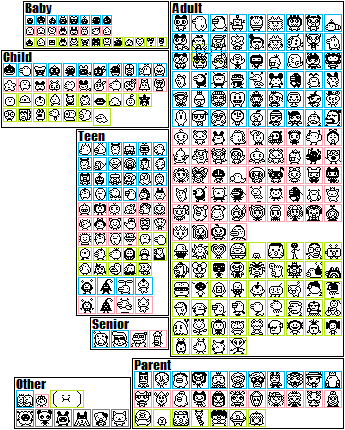 Baby
Adult
Child
Teen
Senior
Parent
Other